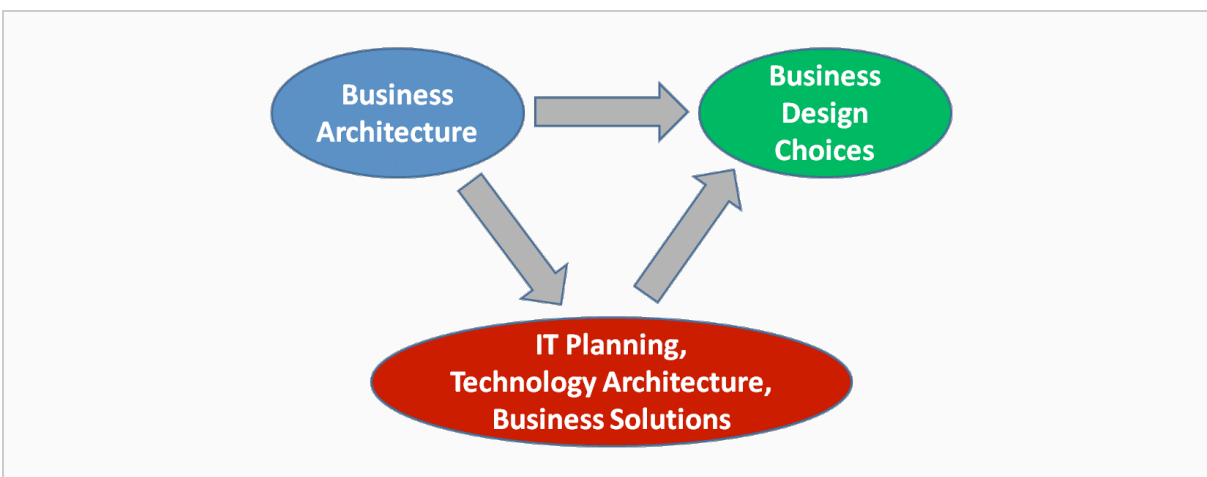 Business
Architecture
Business
Design
Choices
IT Planning,
Technology Architecture,
Business Solutions